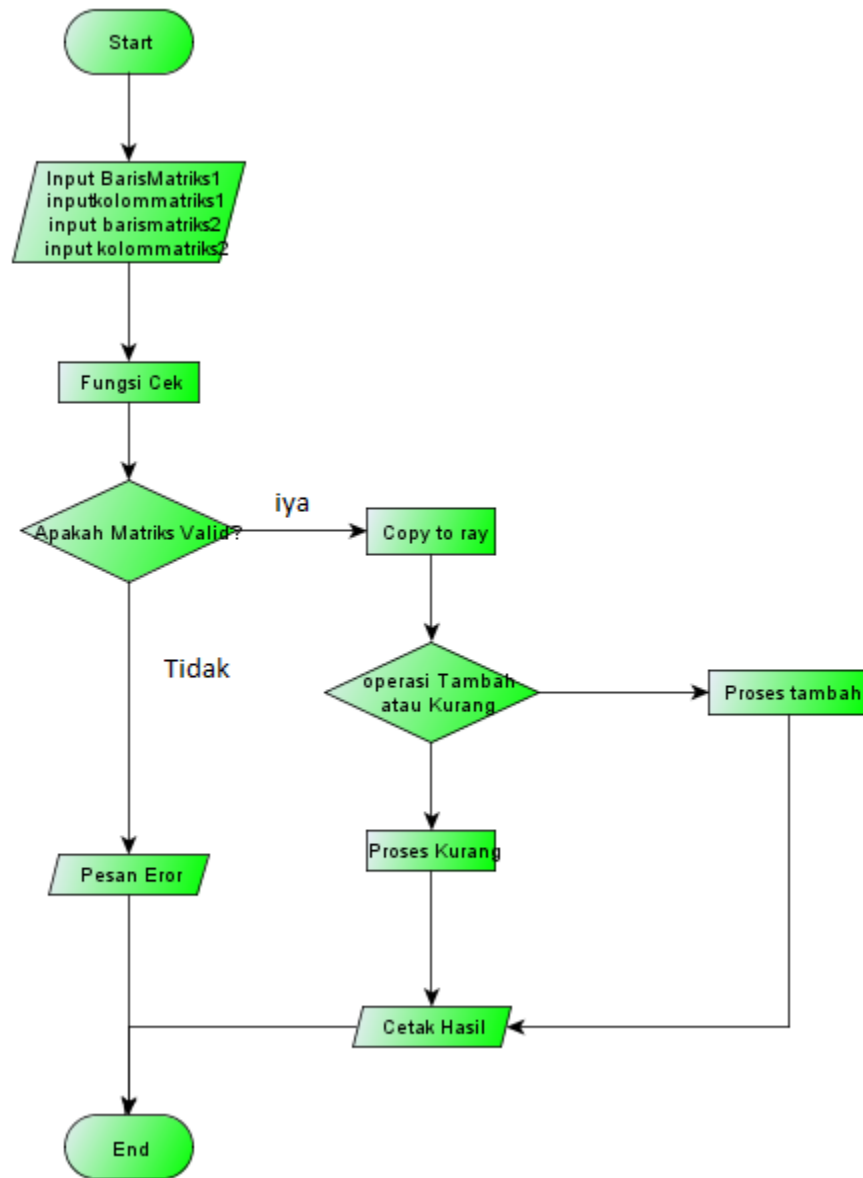 Start
Input BarisMatriks1
inputkolommatriks1
input barismatriks2
input kolommatriks2
Fungsi Cek
Apakah Matriks Valid?
iya
Copy to ray
Tidak
operasi Tambah
atau Kurang
Proses tambah
Proses Kurang
Pesan Eror
Cetak Hasil
End